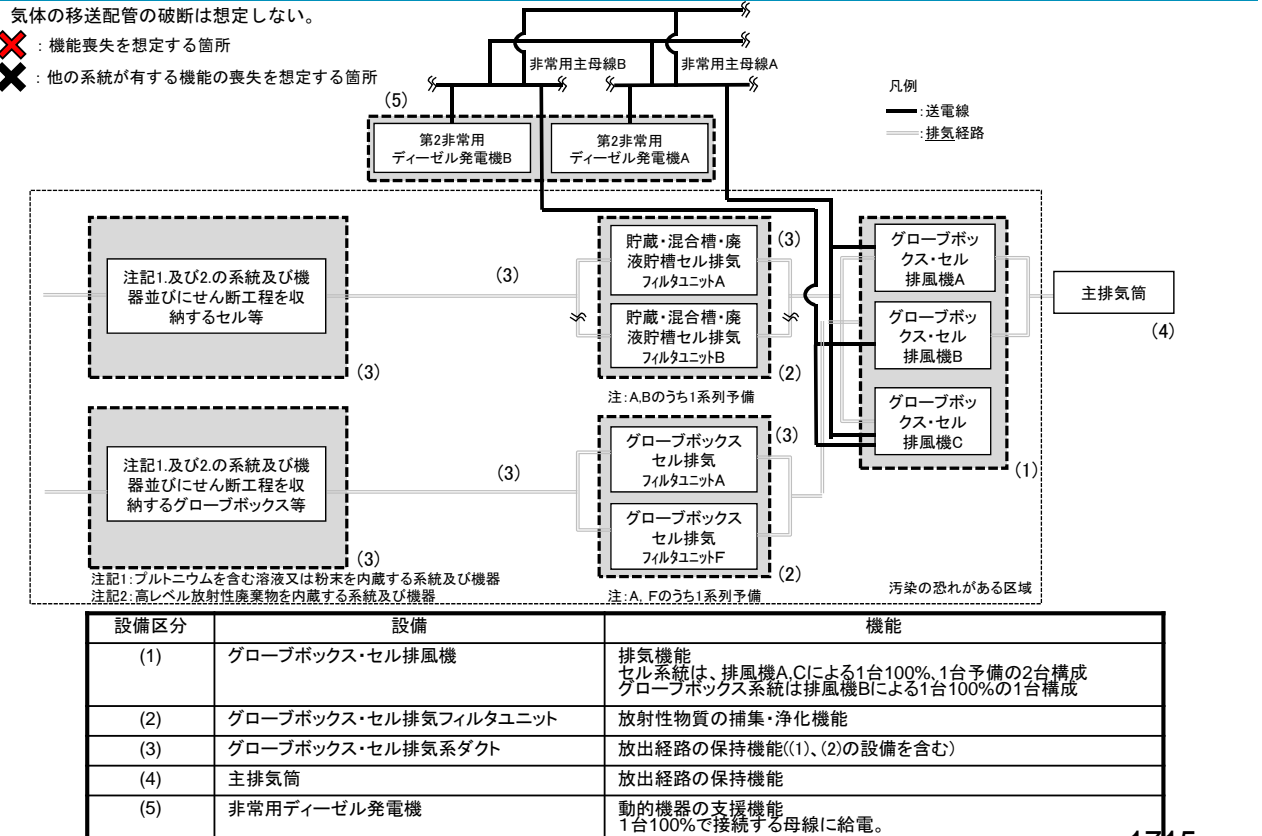 気体の移送配管の破断は想定しない。
：機能喪失を想定する箇所
：他の系統が有する機能の喪失を想定する箇所
非常用主母線B
非常用主母線A
凡例
:送電線
:排気経路
(5)
第2非常用
ディーゼル発電機B
第2非常用
ディーゼル発電機A
注記1.及び2.の系統及び機
器並びにせん断工程を収
納するセル等
(3)
(3)
貯蔵・混合槽・廃
液貯槽セル排気
フィルタユニットA
(3)
貯蔵・混合槽・廃
液貯槽セル排気
フィルタユニットB
(2)
注:A,Bのうち1系列予備
グローブボッ
クス・セル
排風機A
グローブボッ
クス・セル
排風機B
グローブボッ
クス・セル
排風機C
(1)
主排気筒
(4)
注記1.及び2.の系統及び機
器並びにせん断工程を収
納するグローブボックス等
(3)
(3)
グローブボックス
セル排気
フィルタユニットA
(3)
グローブボックス
セル排気
フィルタユニットF
(2)
注:A, Fのうち1系列予備
注記1:プルトニウムを含む溶液又は粉末を内蔵する系統及び機器
注記2:高レベル放射性廃棄物を内蔵する系統及び機器
汚染の恐れがある区域
設備区分 設備 機能
(1) グローブボックス・セル排風機 排気機能
セル系統は、排風機A,Cによる1台100%、1台予備の2台構成
グローブボックス系統は排風機Bによる1台100%の1台構成
(2) グローブボックス・セル排気フィルタユニット 放射性物質の捕集・浄化機能
(3) グローブボックス・セル排気系ダクト 放出経路の保持機能((1)、(2)の設備を含む)
(4) 主排気筒 放出経路の保持機能
(5) 非常用ディーゼル発電機 動的機器の支援機能
1台100%で接続する母線に給電。